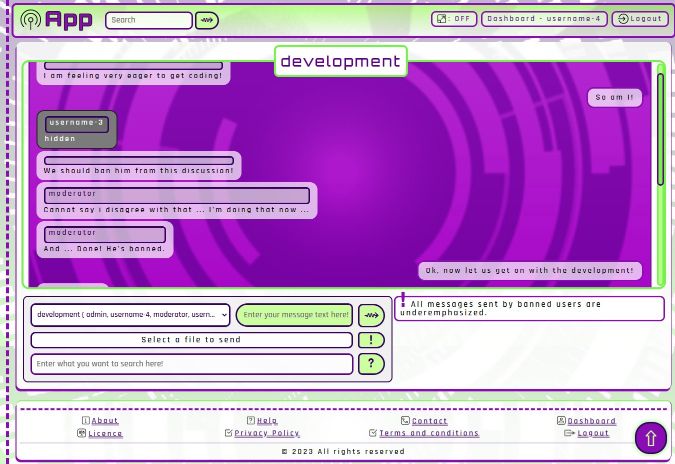 App
Search
: OFF
Dashboard - username-4
Logout
development
I am feeling very eager to get coding!
So am I!
username-3
hidden
We should ban him from this discussion!
moderator
Cannot say i disagree with that ... I'm doing that now ...
moderator
And ... Done! He's banned.
Ok, now let us get on with the development!
development ( admin, username-4, moderator, usern...
Enter your message text here!
! All messages sent by banned users are
underemphasized.
Select a file to send
!
Enter what you want to search here!
?
About
Help
Contact
Dashboard
Licence
Privacy Policy
Terms and conditions
Logout
© 2023 All rights reserved